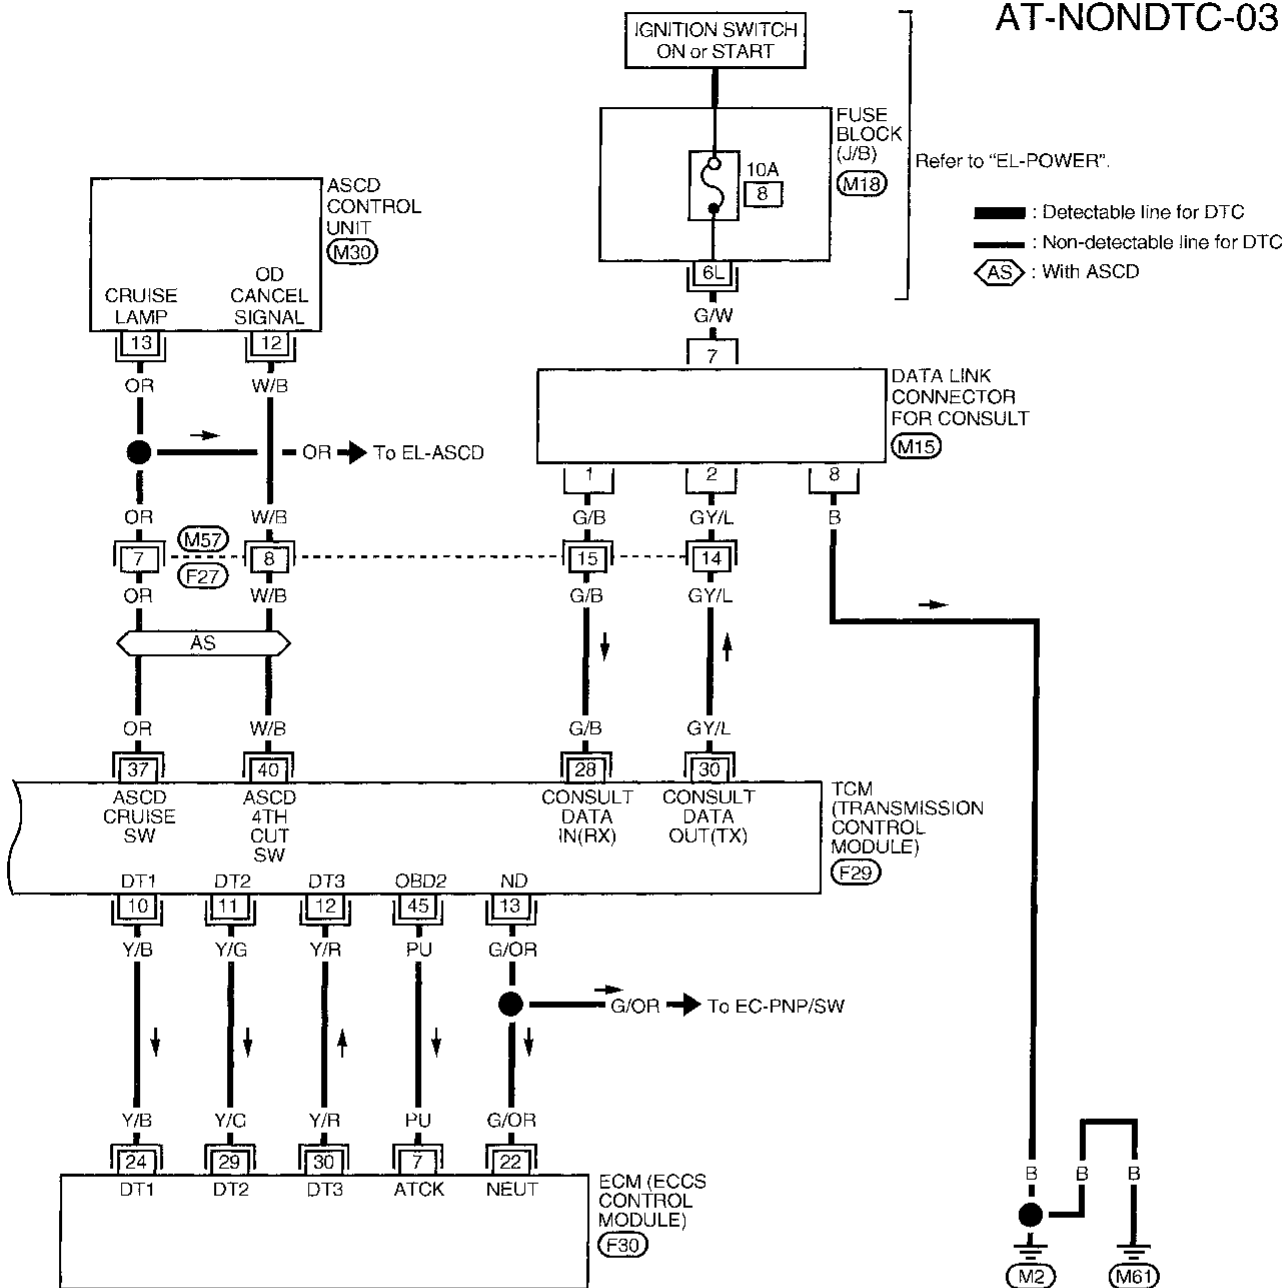 AT-NONDTC-03
IGNITION SWITCH
ON or START
FUSE
BLOCK
(J/B)
M18
10A
8
6L
Refer to "EL-POWER".
: Detectable line for DTC
: Non-detectable line for DTC
AS : With ASCD
ASCD
CONTROL
UNIT
M30
CRUISE
LAMP
OD
CANCEL
SIGNAL
13 12
OR W/B
OR To EL-ASCD
G/W
7
DATA LINK
CONNECTOR
FOR CONSULT
M15
1 2 8
OR W/B G/B GY/L B
M57
7 8 15 14
F27
OR W/B G/B GY/L
AS
OR W/B G/B GY/L
37 40 28 30
ASCD
CRUISE
SW
ASCD
4TH
CUT
SW
CONSULT
DATA
IN(RX)
CONSULT
DATA
OUT(TX)
TCM
(TRANSMISSION
CONTROL
MODULE)
F29
DT1 DT2 DT3 OBD2 ND
10 11 12 45 13
Y/B Y/G Y/R PU G/OR
G/OR To EC-PNP/SW
Y/B Y/G Y/R PU G/OR
24 29 30 7 22
DT1 DT2 DT3 ATCK NEUT
ECM (ECCS
CONTROL
MODULE)
F30
B B B
M2 M61